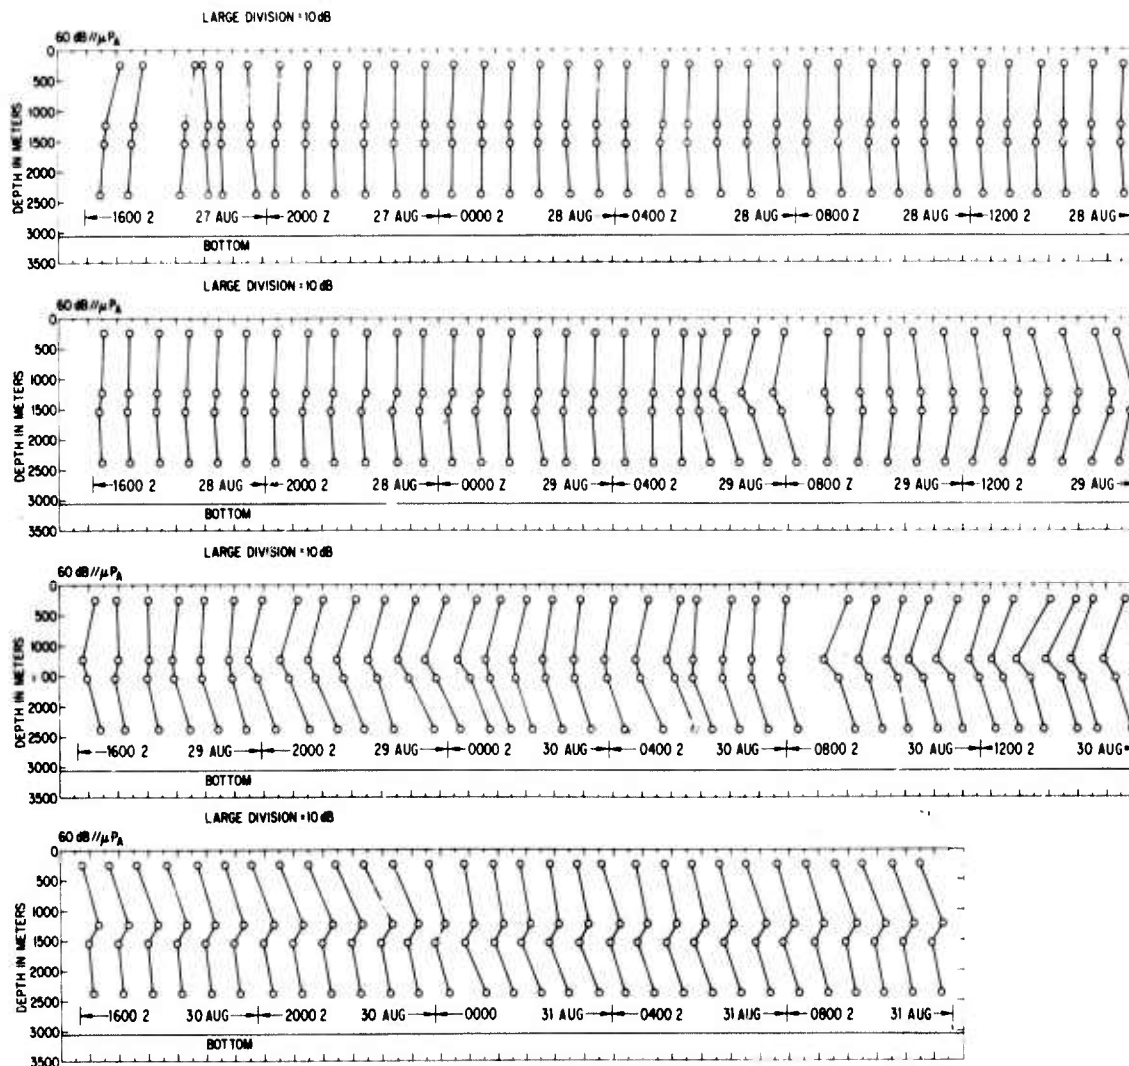 LARGE DIVISION = 10 dB
60 dB//μPA
DEPTH IN METERS
0
500
1000
1500
2000
2500
3000
3500
1600 Z 27 AUG 2000 Z 27 AUG 0000 Z 28 AUG 0400 Z 28 AUG 0800 Z 28 AUG 1200 Z 28 AUG
BOTTOM
LARGE DIVISION = 10 dB
60 dB//μPA
DEPTH IN METERS
0
500
1000
1500
2000
2500
3000
3500
1600 Z 28 AUG 2000 Z 28 AUG 0000 Z 29 AUG 0400 Z 29 AUG 0800 Z 29 AUG 1200 Z 29 AUG
BOTTOM
LARGE DIVISION = 10 dB
60 dB//μPA
DEPTH IN METERS
0
500
1000
00
2000
2500
3000
3500
1600 Z 29 AUG 2000 Z 29 AUG 0000 Z 30 AUG 0400 Z 30 AUG 0800 Z 30 AUG 1200 Z 30 AUG
BOTTOM
LARGE DIVISION = 10 dB
60 dB//μPA
DEPTH IN METERS
0
500
1000
1500
2000
2500
3000
3500
1600 Z 30 AUG 2000 Z 30 AUG 0000 31 AUG 0400 Z 31 AUG 0800 Z 31 AUG
BOTTOM